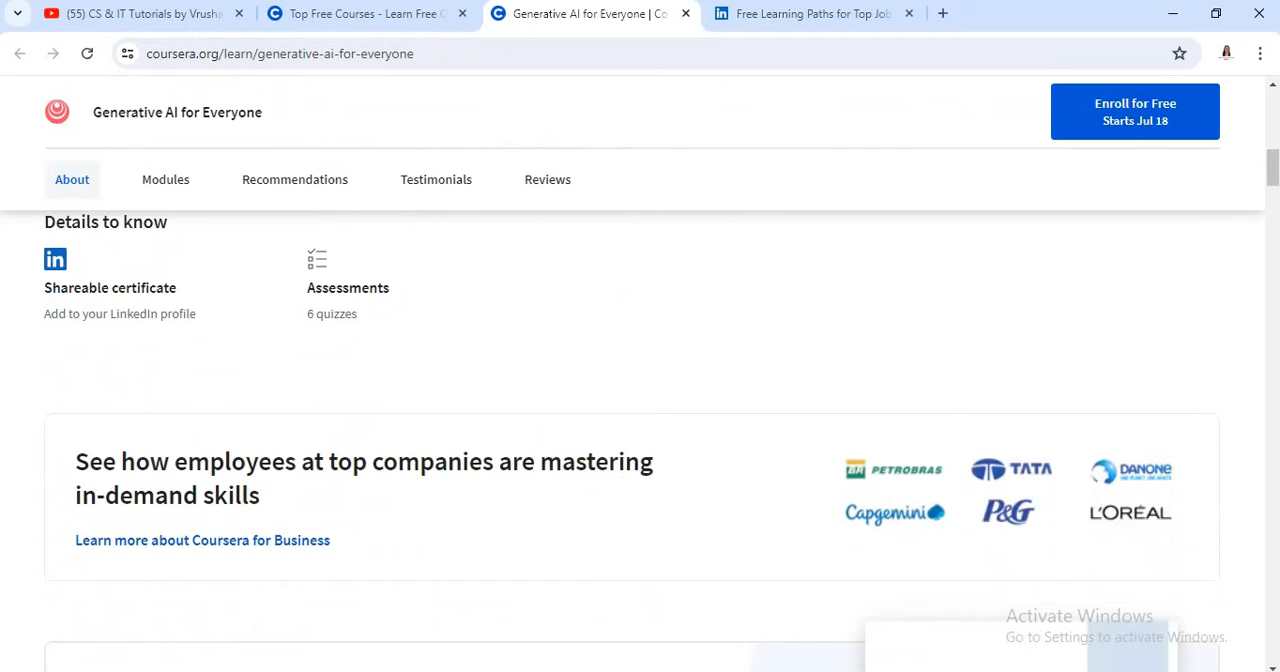 (55) CS & IT Tutorials by Vrusha
Top Free Courses - Learn Free O
Generative AI for Everyone | Co
Free Learning Paths for Top Job
coursera.org/learn/generative-ai-for-everyone
Generative AI for Everyone
Enroll for Free
Starts Jul 18
About
Modules
Recommendations
Testimonials
Reviews
Details to know
in
Shareable certificate
Assessments
Add to your LinkedIn profile
6 quizzes
See how employees at top companies are mastering
in-demand skills
Learn more about Coursera for Business
BR PETROBRAS
TATA
DANONE
Capgemini
P&G
L'ORÉAL
Activate Windows
Go to Settings to activate Windows.